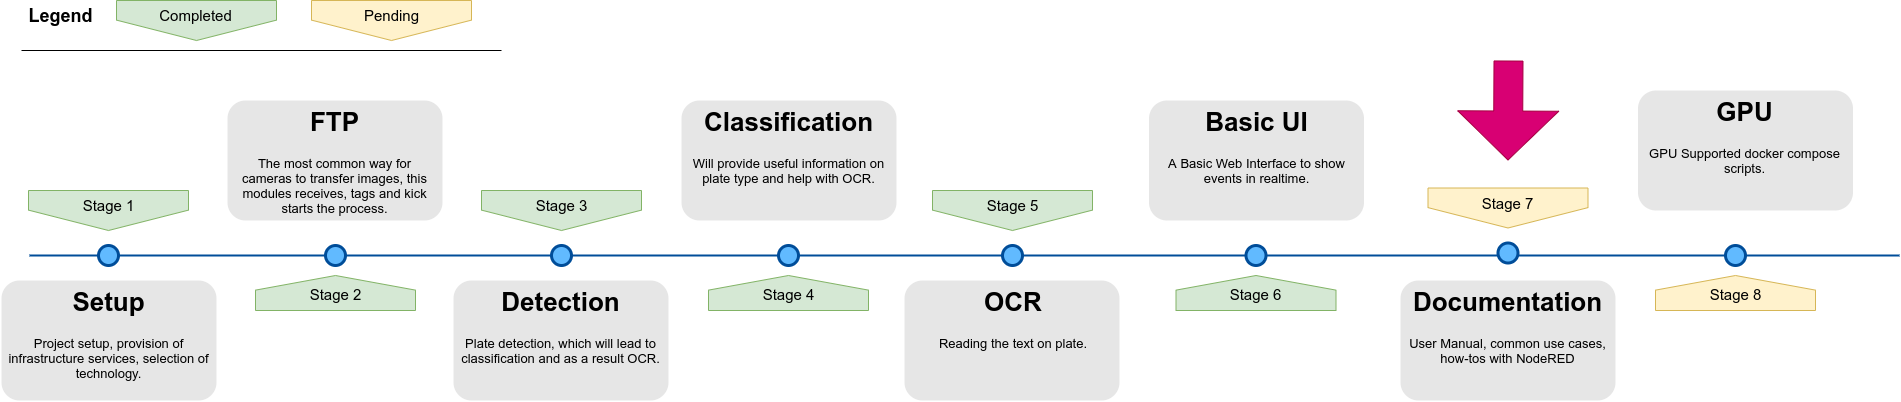 Legend
Completed
Pending
Stage 1
Setup
Project setup, provision of
infrastructure services, selection of
technology.
FTP
The most common way for
cameras to transfer images, this
modules receives, tags and kick
starts the process.
Stage 2
Stage 3
Detection
Plate detection, which will lead to
classification and as a result OCR.
Classification
Will provide useful information on
plate type and help with OCR.
Stage 4
Stage 5
OCR
Reading the text on plate.
Basic UI
A Basic Web Interface to show
events in realtime.
Stage 6
Stage 7
Documentation
User Manual, common use cases,
how-tos with NodeRED
GPU
GPU Supported docker compose
scripts.
Stage 8